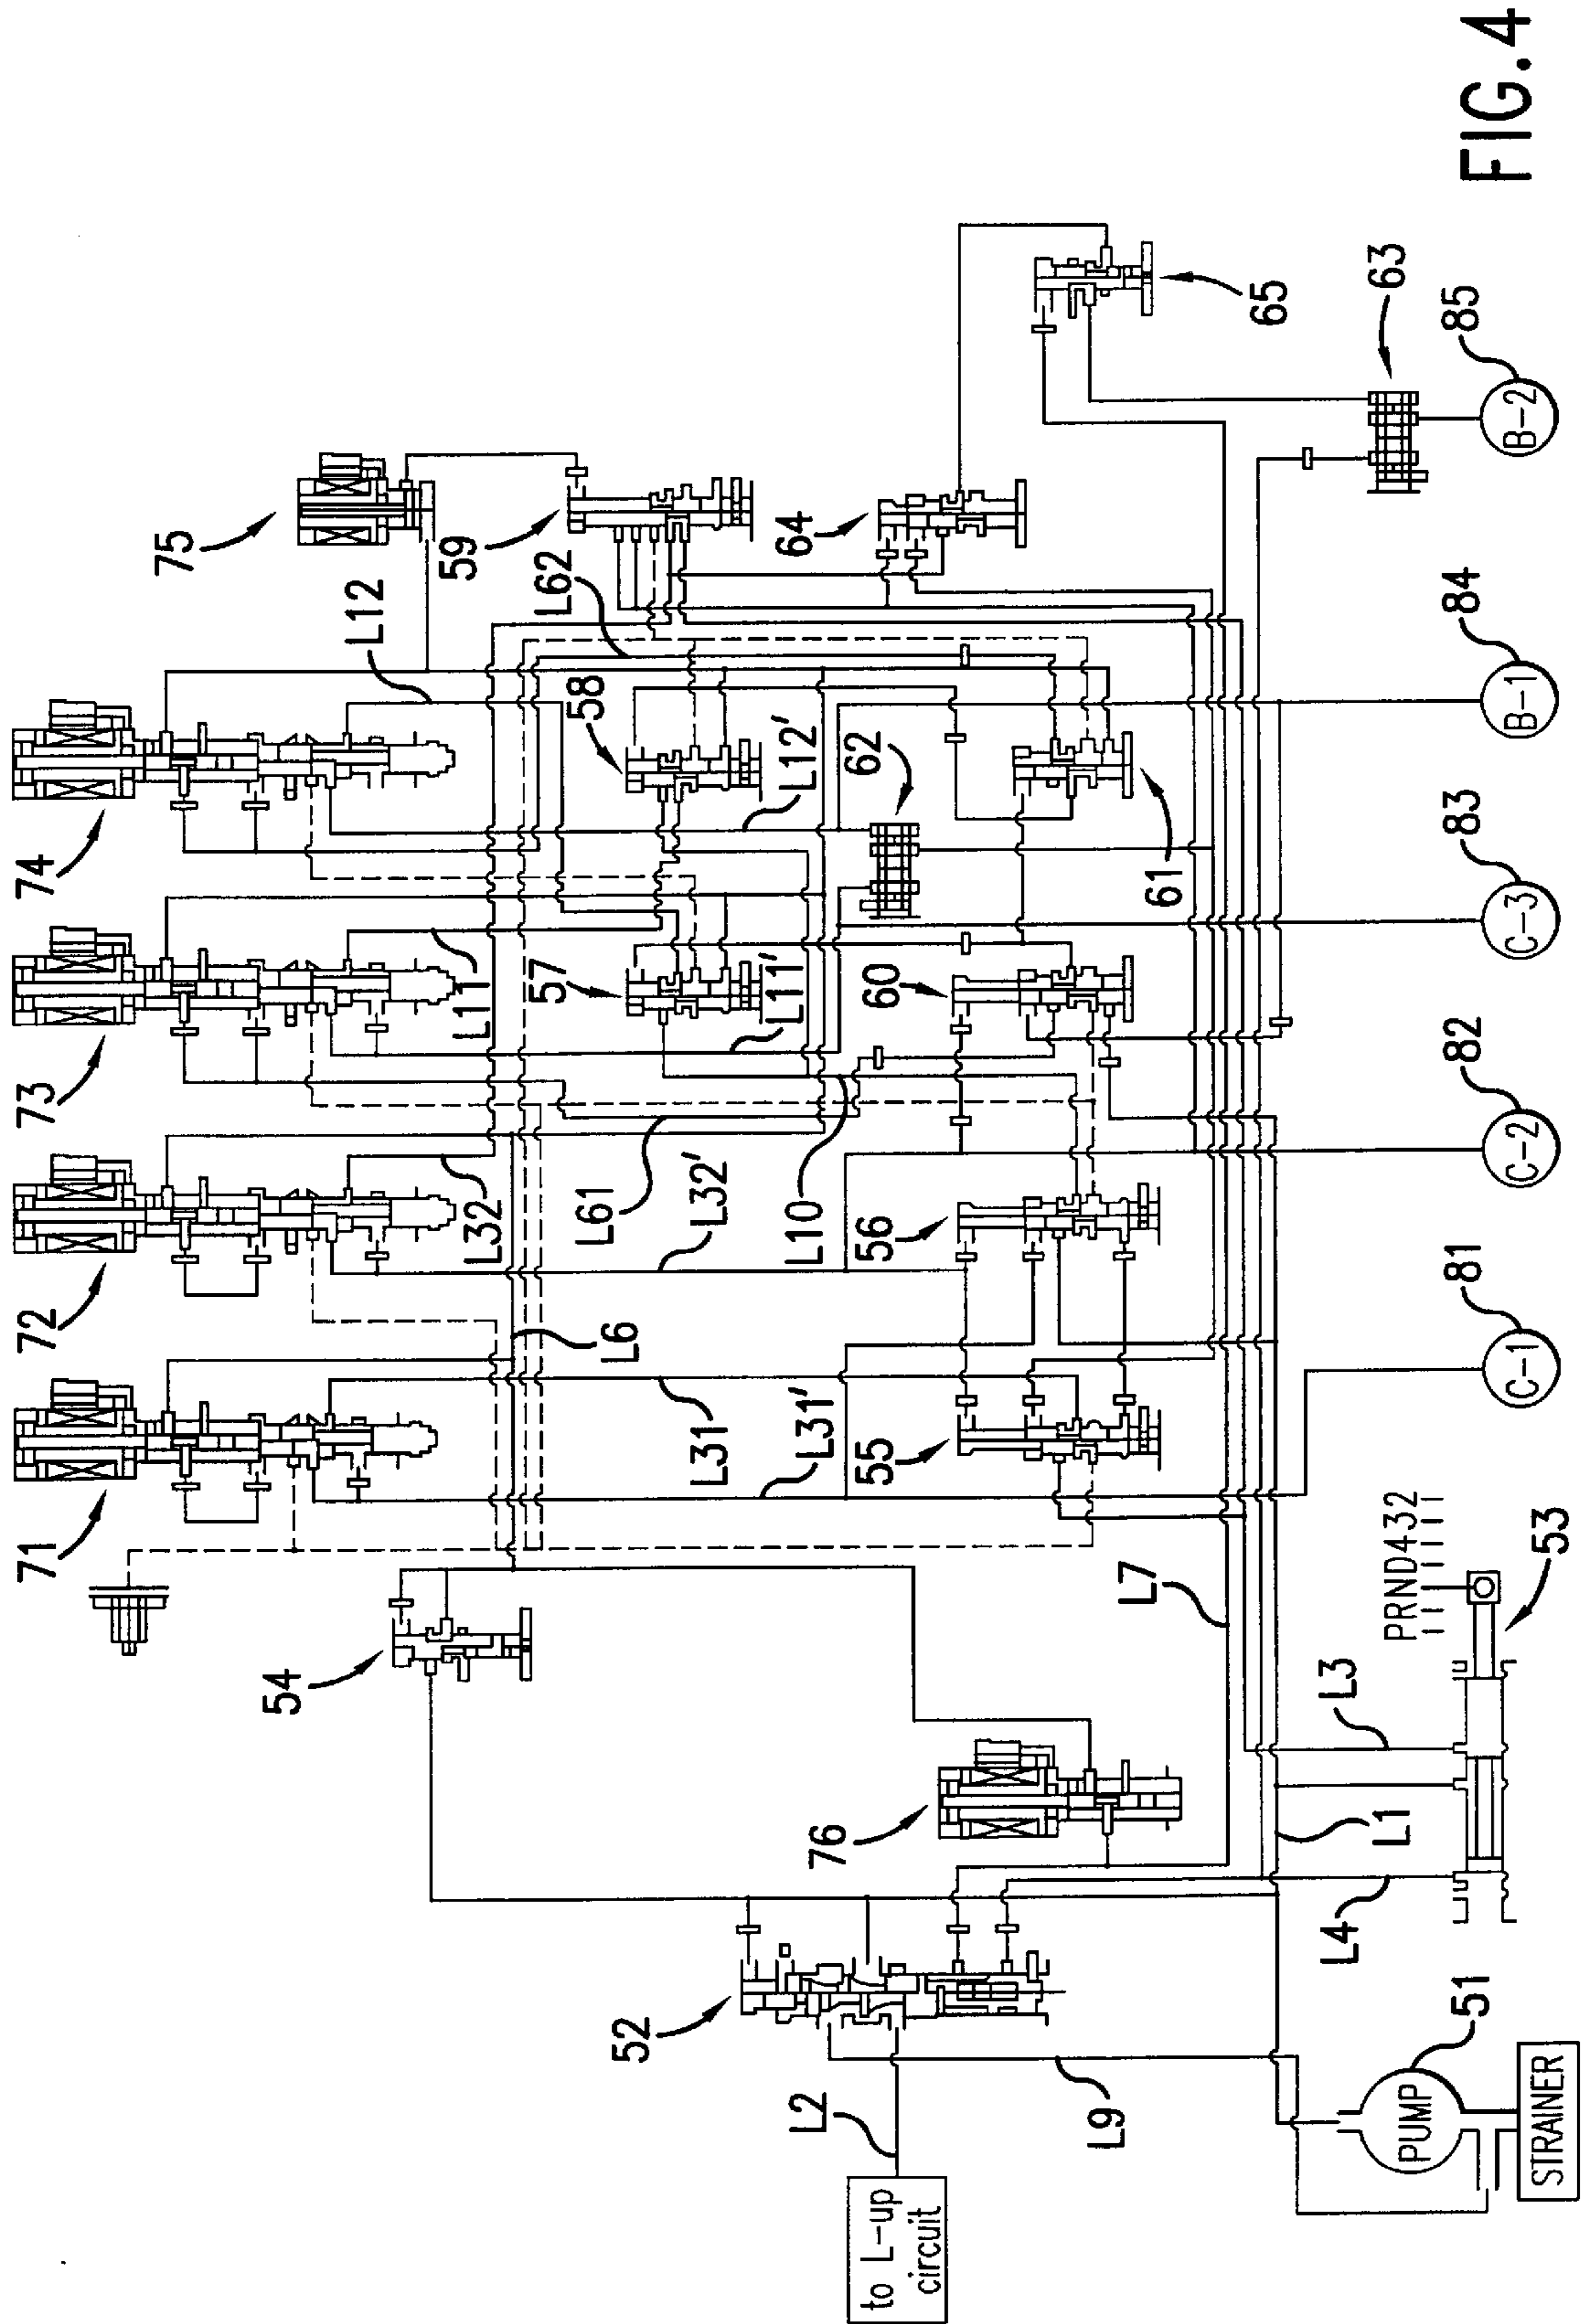 FIG.4
71
72
73
74
75
54
L6
L32
L11
L12
59
L31
L31'
L61
L32'
57
L11'
58
L12'
L62
64
65
52
76
55
56
L10
60
62
61
63
L2
to L-up
circuit
L9
L7
L4
L1
L3
PRND432
53
PUMP
51
STRAINER
C-1
81
C-2
82
C-3
83
B-1
84
B-2
85